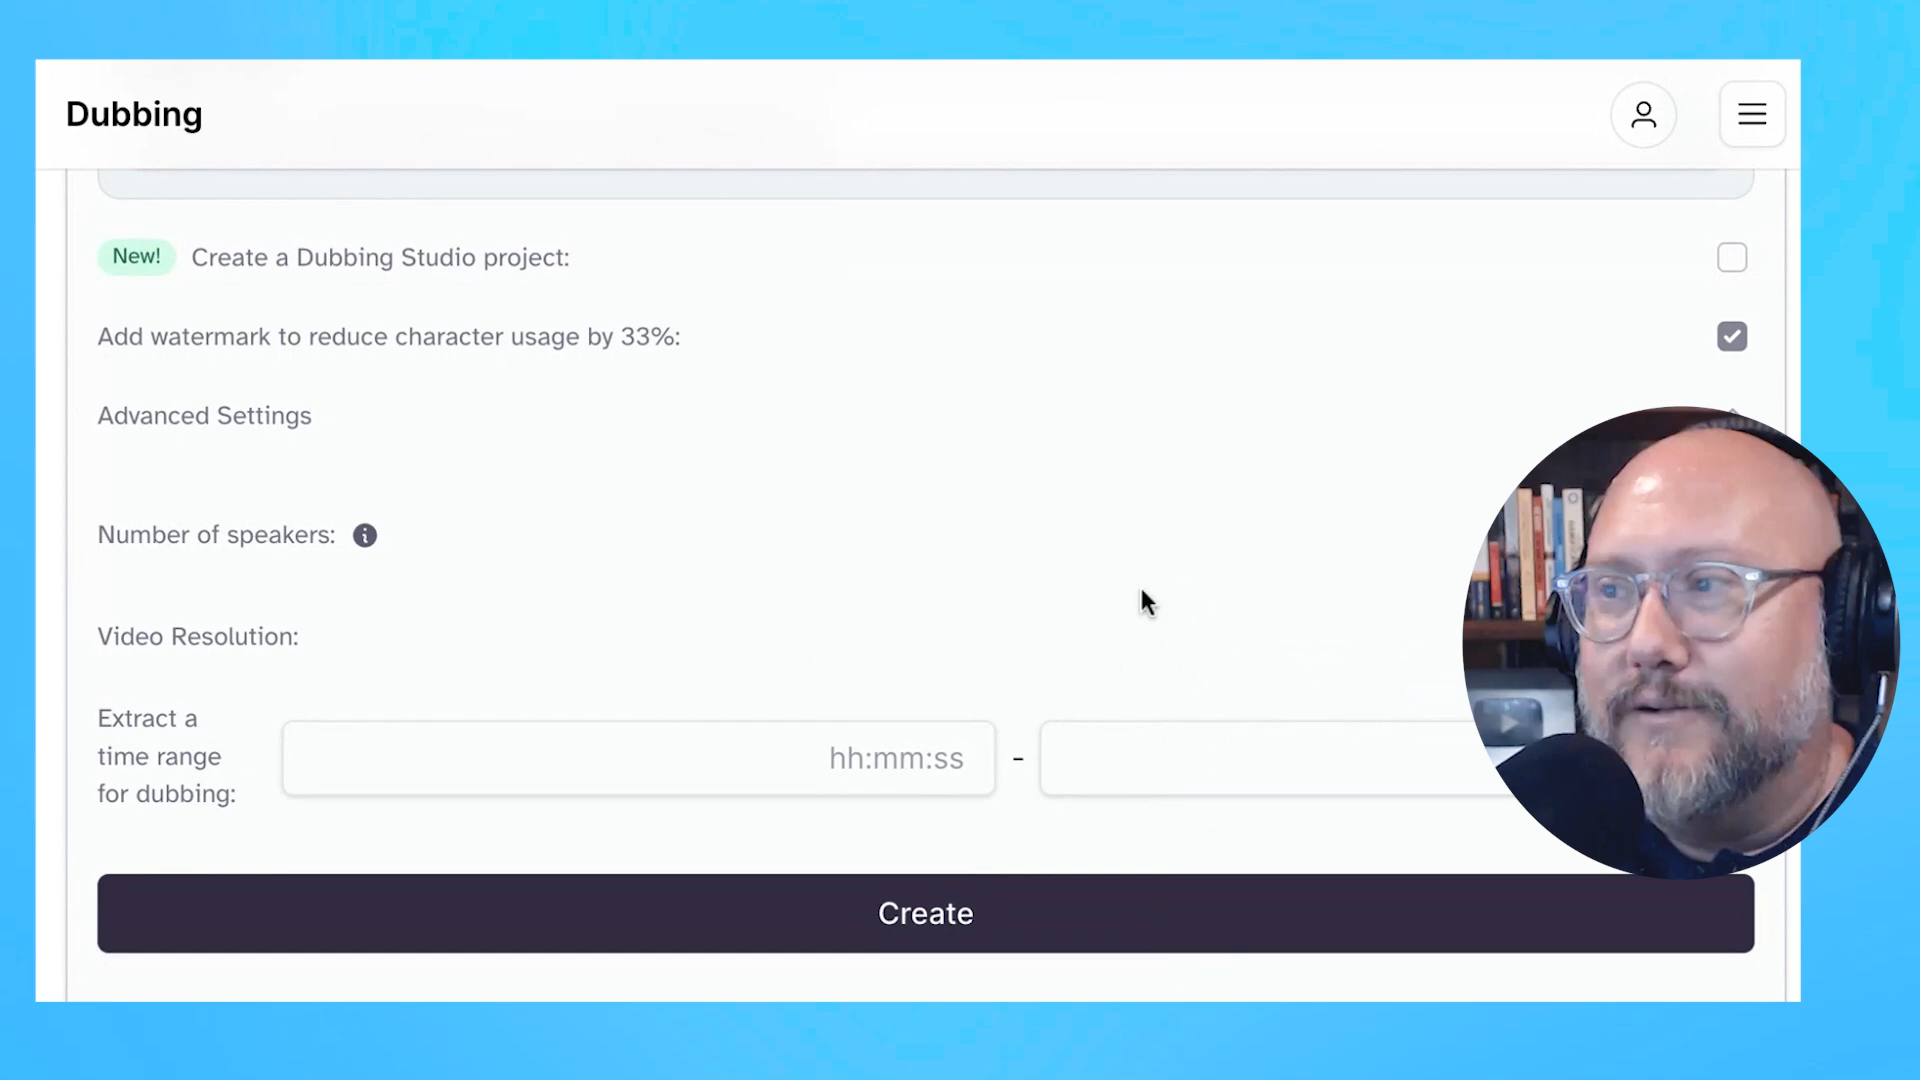 Dubbing
New! Create a Dubbing Studio project:
Add watermark to reduce character usage by 33%:
Advanced Settings
Number of speakers:
Video Resolution:
Extract a
time range
for dubbing:
hh:mm:ss -
Create